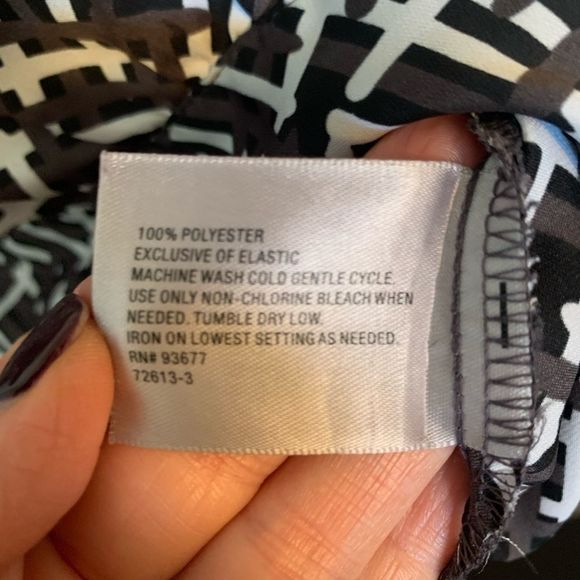 100% POLYESTER
EXCLUSIVE OF ELASTIC
MACHINE WASH COLD GENTLE CYCLE.
USE ONLY NON-CHLORINE BLEACH WHEN
NEEDED. TUMBLE DRY LOW.
IRON ON LOWEST SETTING AS NEEDED.
RN# 93677
72613-3